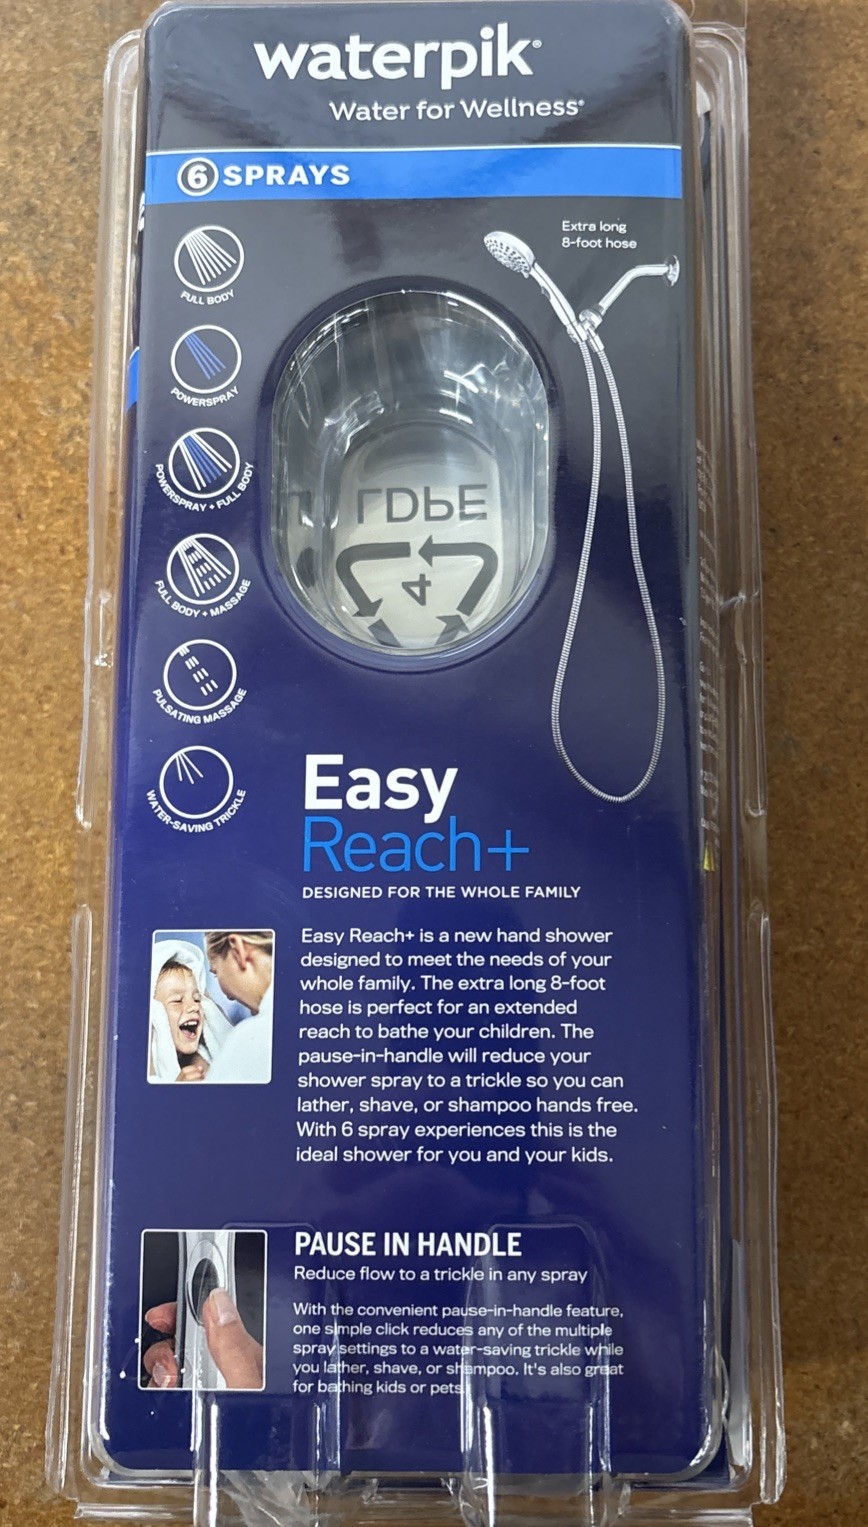 waterpik®
Water for Wellness®
6 SPRAYS
Extra long
8-foot hose
FULL BODY
POWERSPRAY
POWERSPRAY + FULL BODY
LDPE
4
FULL BODY + MASSAGE
PULSATING MASSAGE
WATER-SAVING TRICKLE
Easy
Reach+
DESIGNED FOR THE WHOLE FAMILY
Easy Reach+ is a new hand shower
designed to meet the needs of your
whole family. The extra long 8-foot
hose is perfect for an extended
reach to bathe your children. The
pause-in-handle will reduce your
shower spray to a trickle so you can
lather, shave, or shampoo hands free.
With 6 spray experiences this is the
ideal shower for you and your kids.
PAUSE IN HANDLE
Reduce flow to a trickle in any spray
With the convenient pause-in-handle feature,
one simple click reduces any of the multiple
spray settings to a water-saving trickle while
you lather, shave, or shampoo. It's also great
for bathing kids or pets.